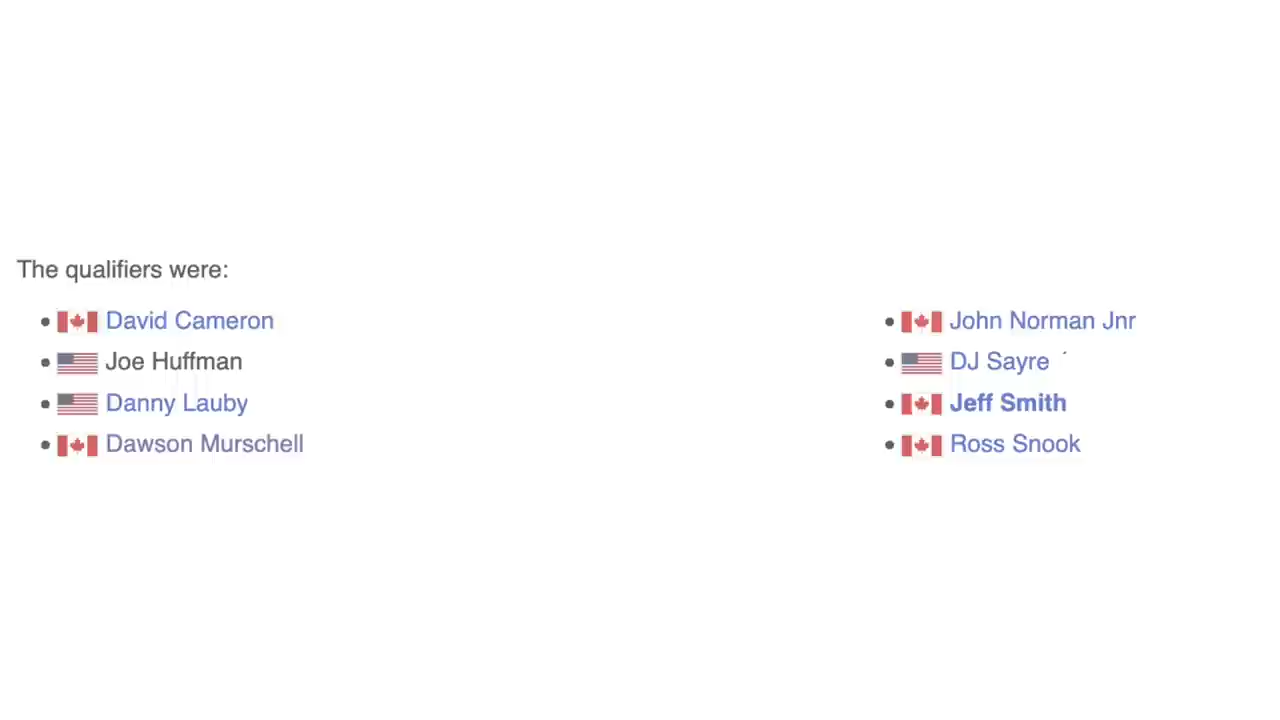 The qualifiers were:
David Cameron
Joe Huffman
Danny Lauby
Dawson Murschell
John Norman Jnr
DJ Sayre
Jeff Smith
Ross Snook